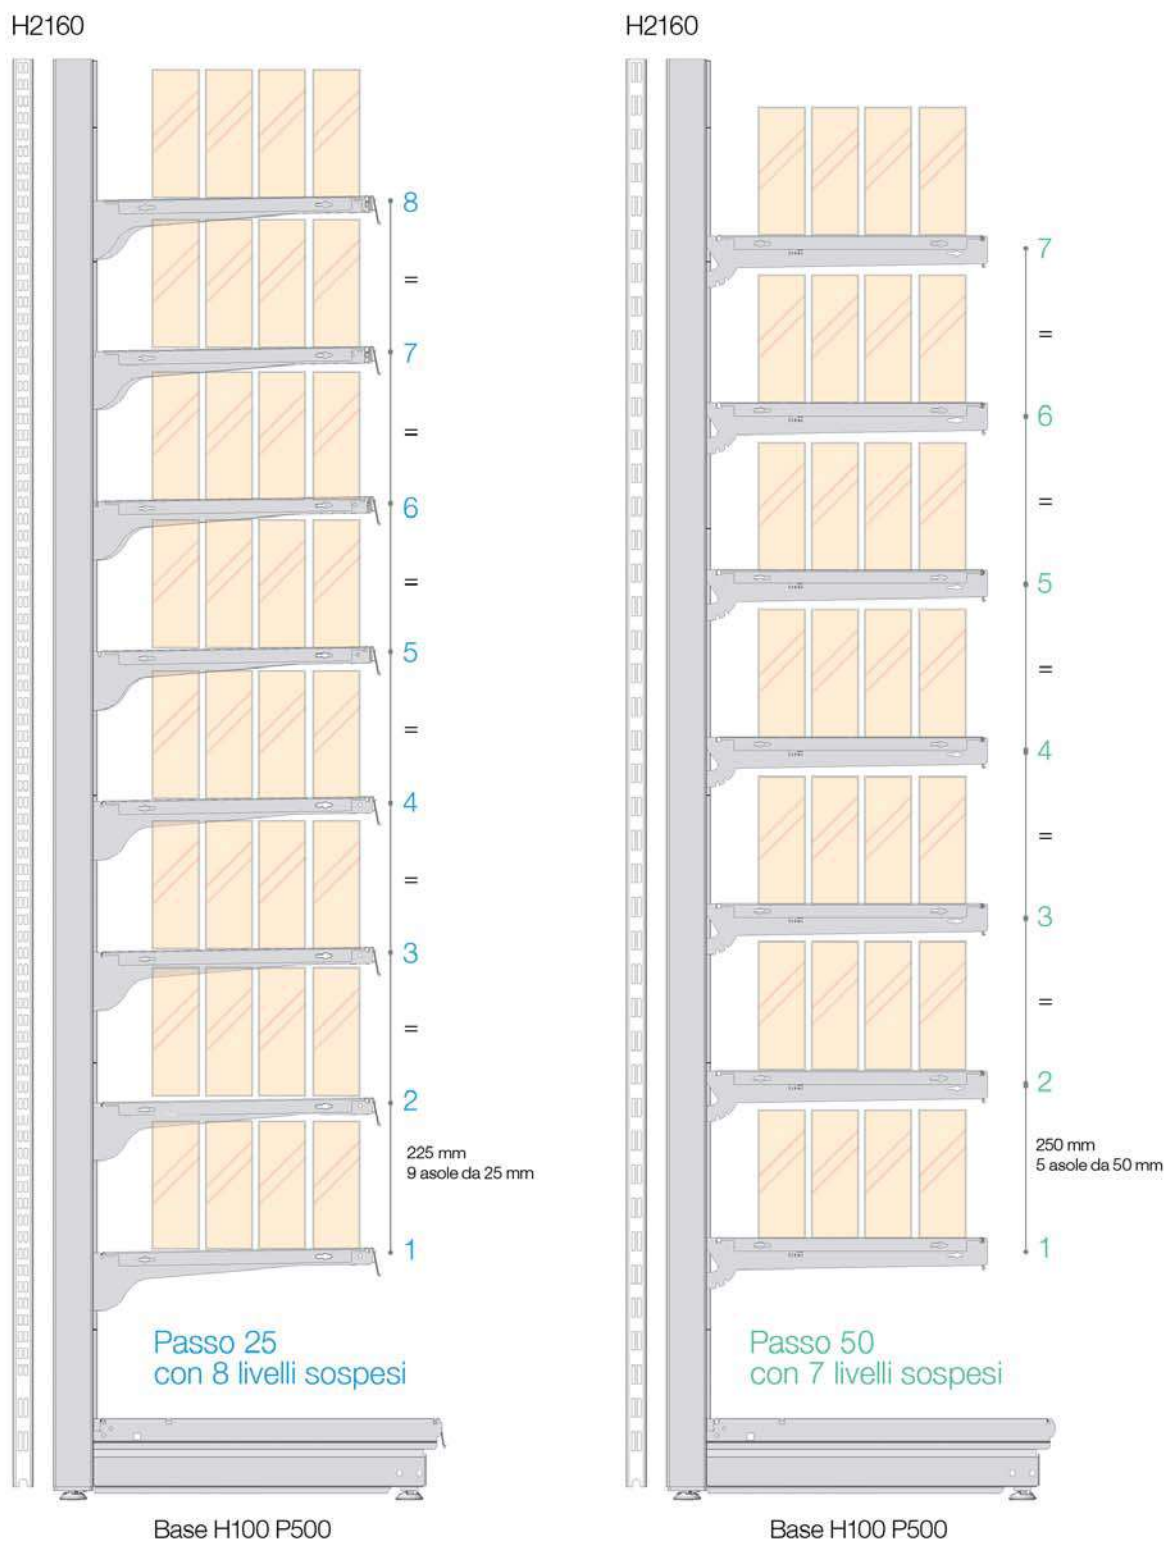 H2160
8
=
7
=
6
=
5
=
4
=
3
=
2
225 mm
9 asole da 25 mm
1
Passo 25
con 8 livelli sospesi
Base H100 P500
H2160
7
=
6
=
5
=
4
=
3
=
2
250 mm
5 asole da 50 mm
1
Passo 50
con 7 livelli sospesi
Base H100 P500